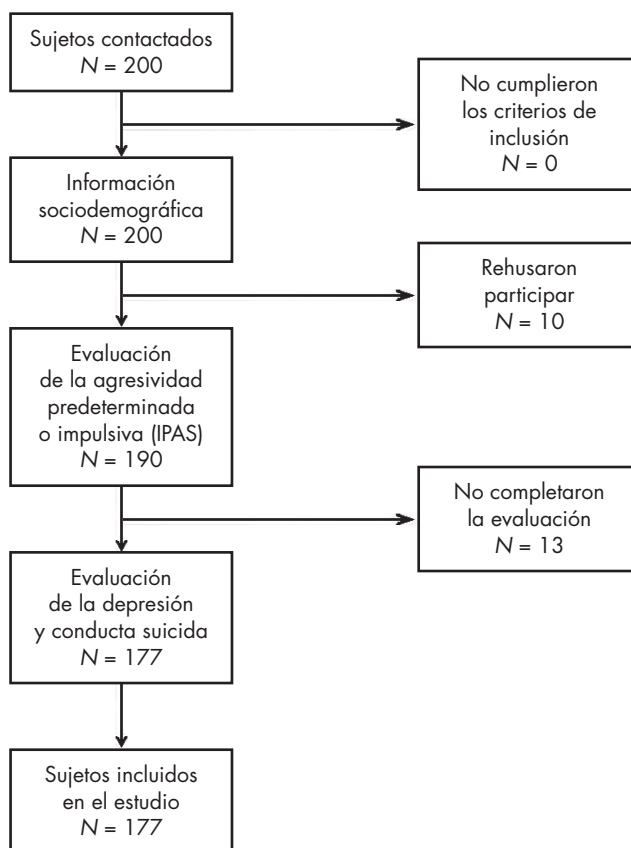 Sujetos contactados
N = 200
No cumplieron
los criterios de
inclusión
N = 0
Información
sociodemográfica
N = 200
Rehusaron
participar
N = 10
Evaluación
de la agresividad
predeterminada
o impulsiva (IPAS)
N = 190
No completaron
la evaluación
N = 13
Evaluación
de la depresión
y conducta suicida
N = 177
Sujetos incluidos
en el estudio
N = 177